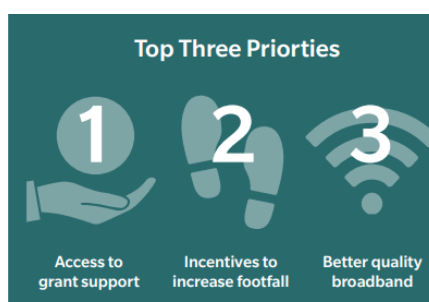 Top Three Priorties
1
2
3
Access to
grant support
Incentives to
increase footfall
Better quality
broadband